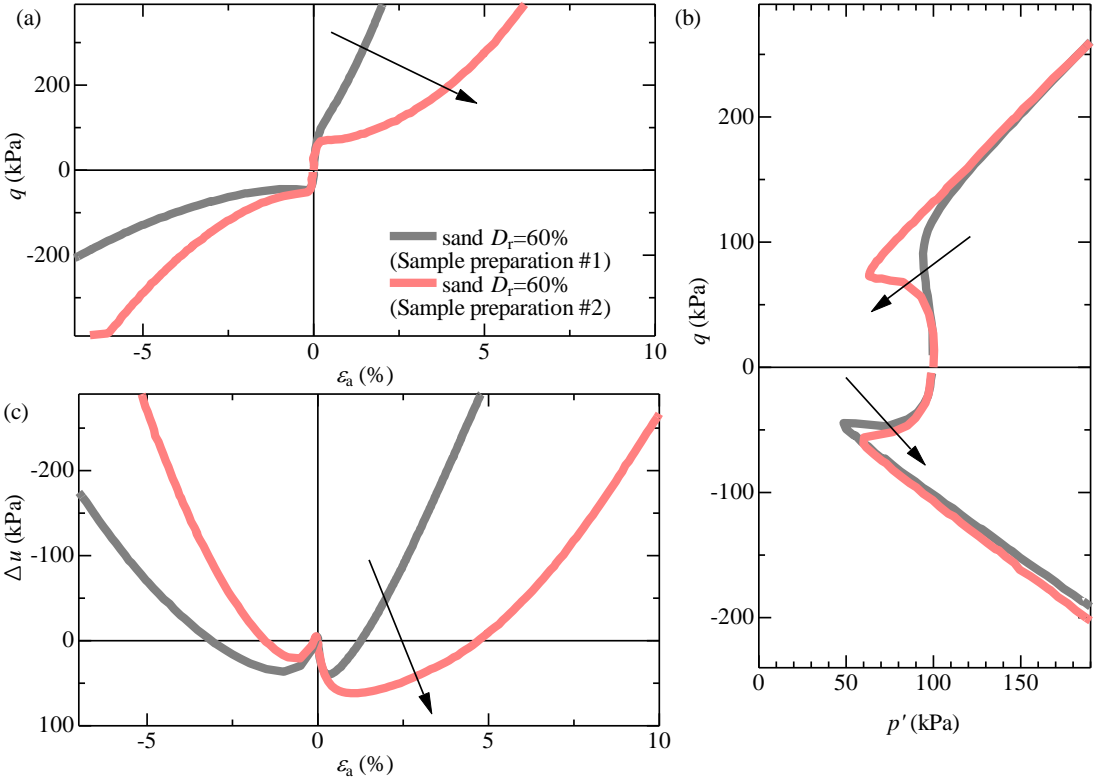 (a)
200
0
-200
q (kPa)
sand Dr=60%
(Sample preparation #1)
sand Dr=60%
(Sample preparation #2)
-5
0
5
10
εa (%)
(b)
200
100
0
-100
-200
q (kPa)
0
50
100
150
p′ (kPa)
(c)
-200
-100
0
100
Δu (kPa)
-5
0
5
10
εa (%)